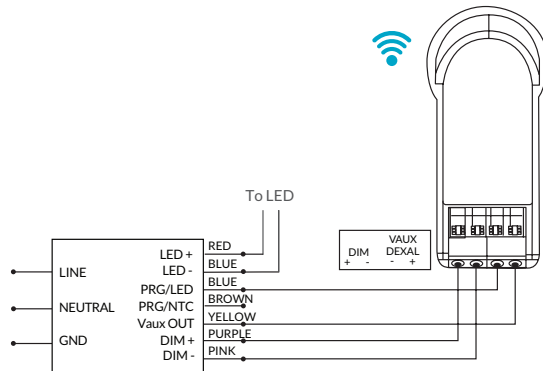 To LED
VAUX
DIM DEXAL
+ - - +
RED
LED +
BLUE
LINE LED -
BLUE
PRG/LED
BROWN
NEUTRAL PRG/NTC
YELLOW
Vaux OUT
PURPLE
GND DIM +
PINK
DIM -